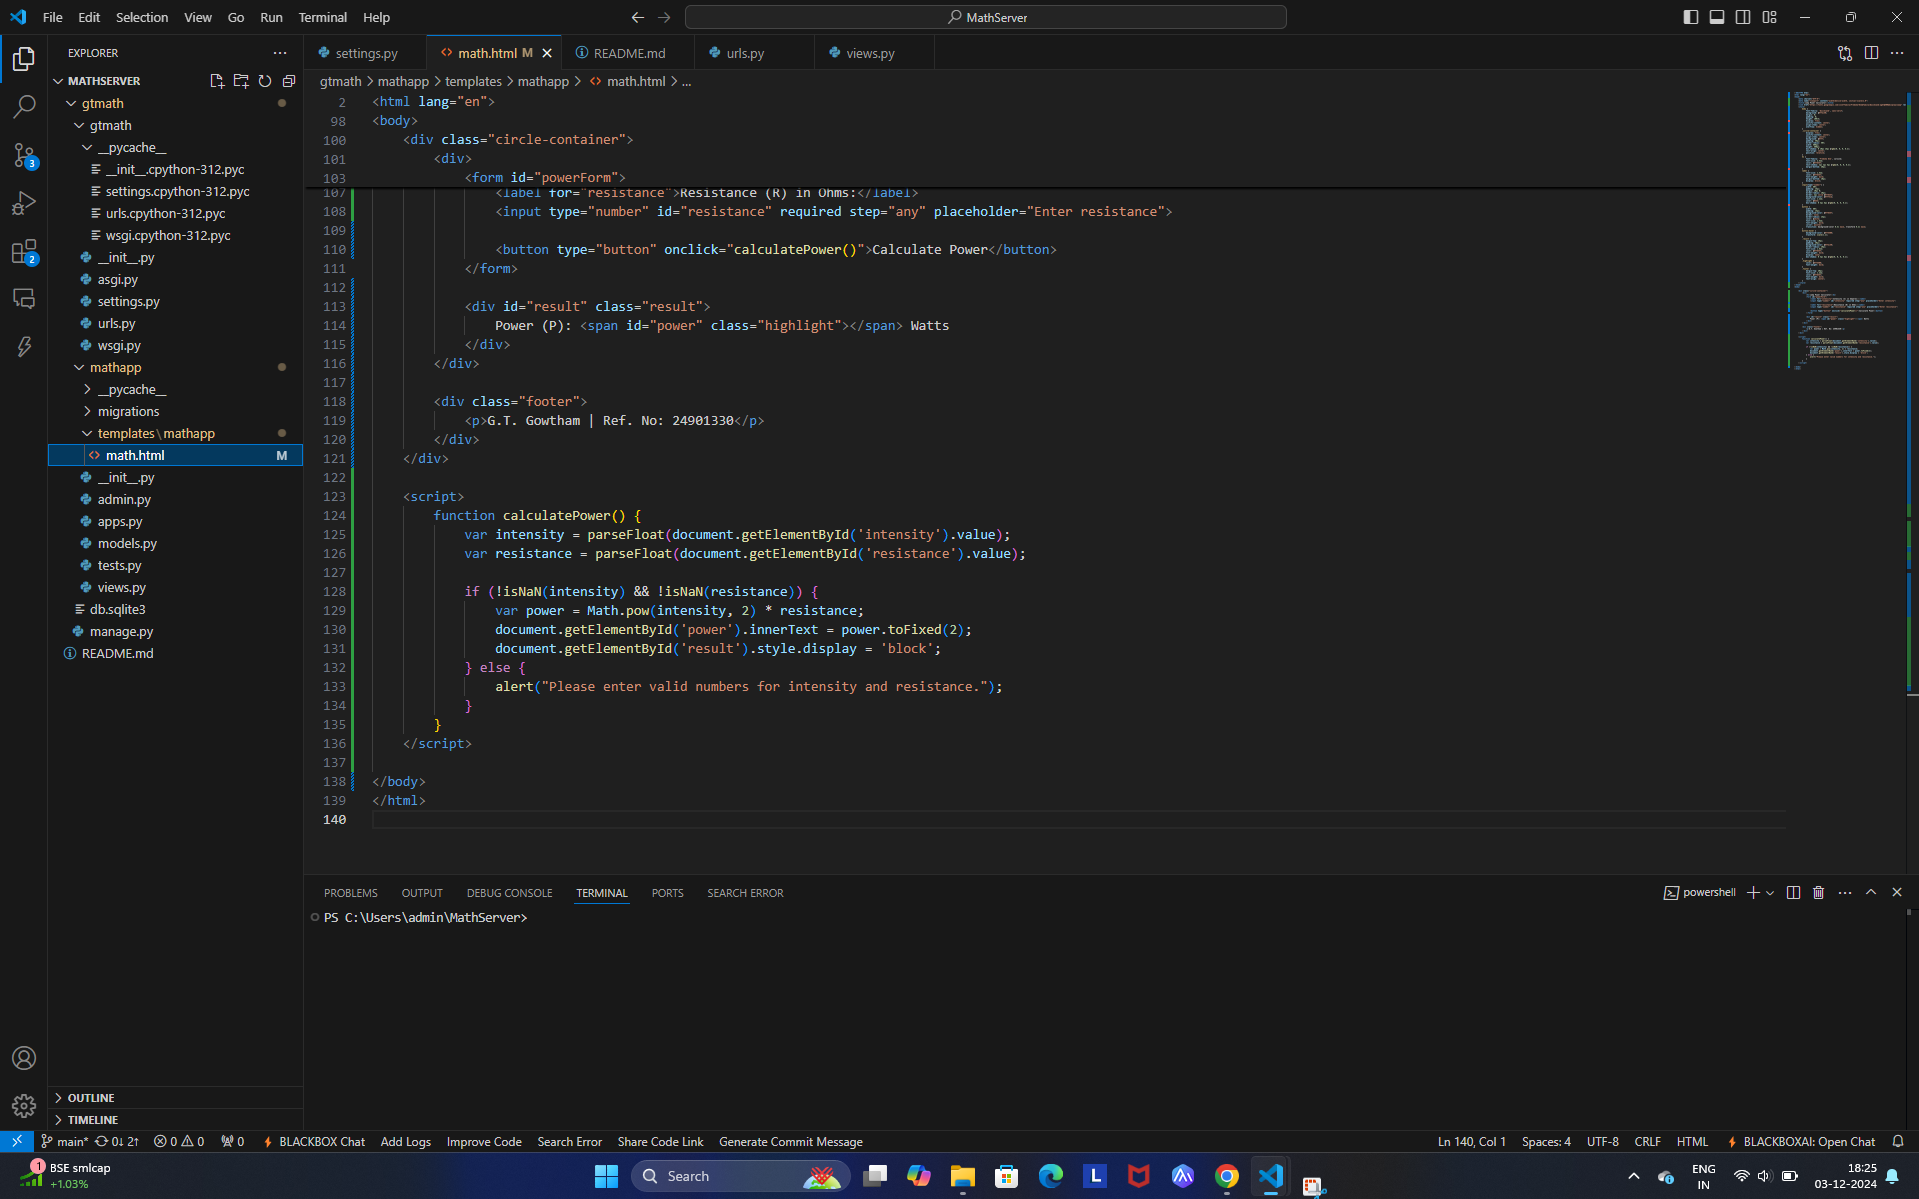 File Edit Selection View Go Run Terminal Help
MathServer
EXPLORER
MATHSERVER
gtmath
gtmath
__pycache__
__init__.cpython-312.pyc
settings.cpython-312.pyc
urls.cpython-312.pyc
wsgi.cpython-312.pyc
__init__.py
asgi.py
settings.py
urls.py
wsgi.py
mathapp
__pycache__
migrations
templates\mathapp
math.html M
__init__.py
admin.py
apps.py
models.py
tests.py
views.py
db.sqlite3
manage.py
README.md
OUTLINE
TIMELINE
3
2
settings.py math.html M README.md urls.py views.py
gtmath > mathapp > templates > mathapp > math.html > ...
2 <html lang="en">
98 <body>
100 <div class="circle-container">
101 <div>
103 <form id="powerForm">
107 <label for="resistance">Resistance (R) in Ohms:</label>
108 <input type="number" id="resistance" required step="any" placeholder="Enter resistance">
109
110 <button type="button" onclick="calculatePower()">Calculate Power</button>
111 </form>
112
113 <div id="result" class="result">
114 Power (P): <span id="power" class="highlight"></span> Watts
115 </div>
116 </div>
117
118 <div class="footer">
119 <p>G.T. Gowtham | Ref. No: 24901330</p>
120 </div>
121 </div>
122
123 <script>
124 function calculatePower() {
125 var intensity = parseFloat(document.getElementById('intensity').value);
126 var resistance = parseFloat(document.getElementById('resistance').value);
127
128 if (!isNaN(intensity) && !isNaN(resistance)) {
129 var power = Math.pow(intensity, 2) * resistance;
130 document.getElementById('power').innerText = power.toFixed(2);
131 document.getElementById('result').style.display = 'block';
132 } else {
133 alert("Please enter valid numbers for intensity and resistance.");
134 }
135 }
136 </script>
137
138 </body>
139 </html>
140
PROBLEMS OUTPUT DEBUG CONSOLE TERMINAL PORTS SEARCH ERROR
powershell
PS C:\Users\admin\MathServer>
main* 0↓ 2↑ 0 0 0 BLACKBOX Chat Add Logs Improve Code Search Error Share Code Link Generate Commit Message
Ln 140, Col 1 Spaces: 4 UTF-8 CRLF HTML BLACKBOXAI: Open Chat
1
BSE smlcap
+1.03%
Search
L
ENG
IN
18:25
03-12-2024